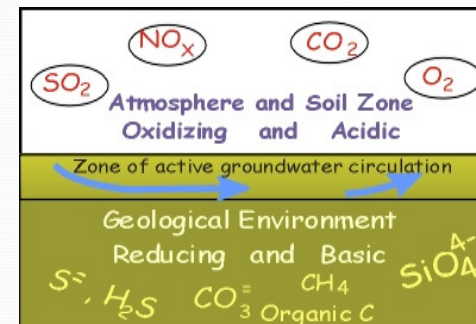 NOx
CO2
SO2
O2
Atmosphere and Soil Zone
Oxidizing and Acidic
Zone of active groundwater circulation
Geological Environment
Reducing and Basic
S=, H2S
CO3=
CH4
Organic C
SiO4 4-